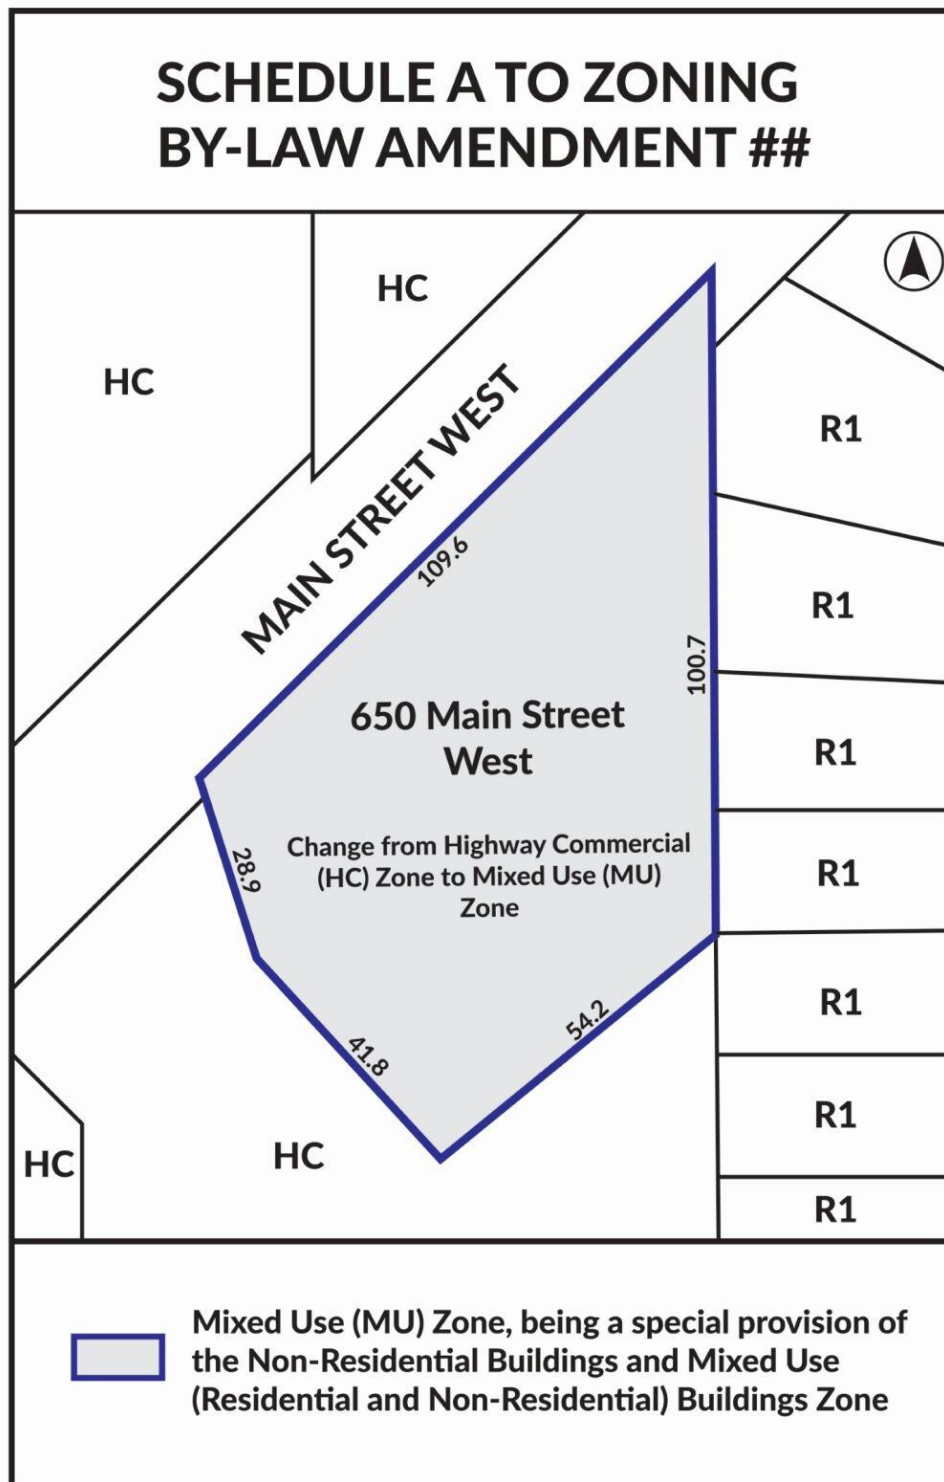 SCHEDULE A TO ZONING
BY-LAW AMENDMENT ##
HC
HC
MAIN STREET WEST
109.6
R1
R1
100.7
650 Main Street
West
R1
Change from Highway Commercial
(HC) Zone to Mixed Use (MU)
Zone
28.9
R1
R1
54.2
41.8
R1
HC
HC
R1
Mixed Use (MU) Zone, being a special provision of
the Non-Residential Buildings and Mixed Use
(Residential and Non-Residential) Buildings Zone